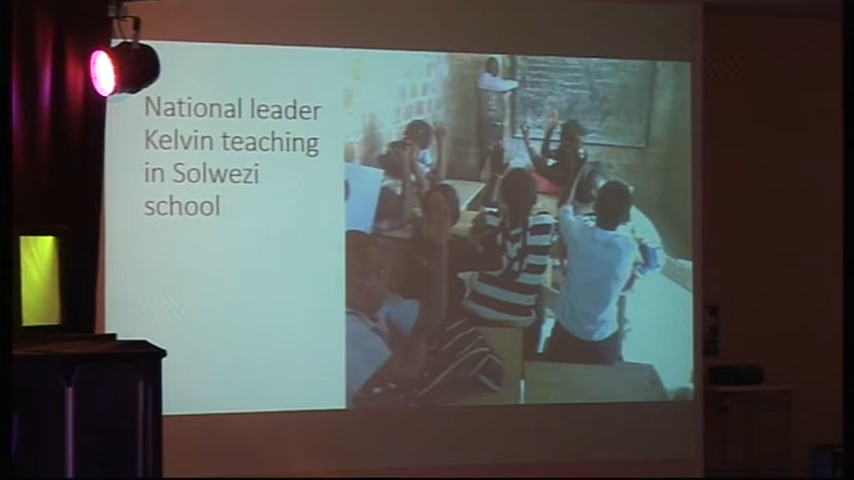 National leader
Kelvin teaching
in Solwezi
school